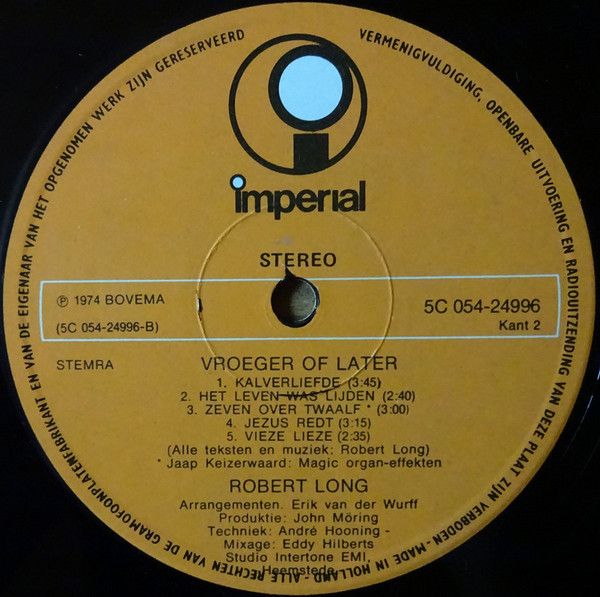 ALLE RECHTEN VAN DE GRAMOFOONPLATENFABRIKANT EN VAN DE EIGENAAR VAN HET OPGENOMEN WERK ZIJN GERESERVEERD
VERMENIGVULDIGING, OPENBARE UITVOERING EN RADIOUITZENDING VAN DEZE PLAAT ZIJN VERBODEN - MADE IN HOLLAND -
imperial
STEREO
℗ 1974 BOVEMA
5C 054-24996
(5C 054-24996-B)
Kant 2
STEMRA
VROEGER OF LATER
1. KALVERLIEFDE (3:45)
2. HET LEVEN WAS LIJDEN (2:40)
3. ZEVEN OVER TWAALF * (3:00)
4. JEZUS REDT (3:15)
5. VIEZE LIEZE (2:35)
(Alle teksten en muziek: Robert Long)
* Jaap Keizerwaard: Magic organ-effekten
ROBERT LONG
Arrangementen. Erik van der Wurff
Produktie: John Möring
Techniek: André Hooning -
Mixage: Eddy Hilberts
Studio Intertone EMI,
Heemstede